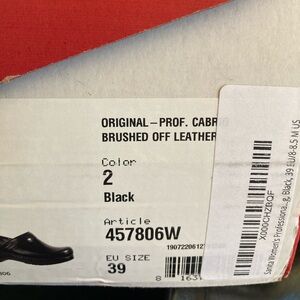 ORIGINAL – PROF. CABR
BRUSHED OFF LEATHER
Color
2
Black
Article
457806W
EU SIZE
39
X000CHZBQF
Sanita Women's Professional...g, Black, 39 EU/8-8.5 M US